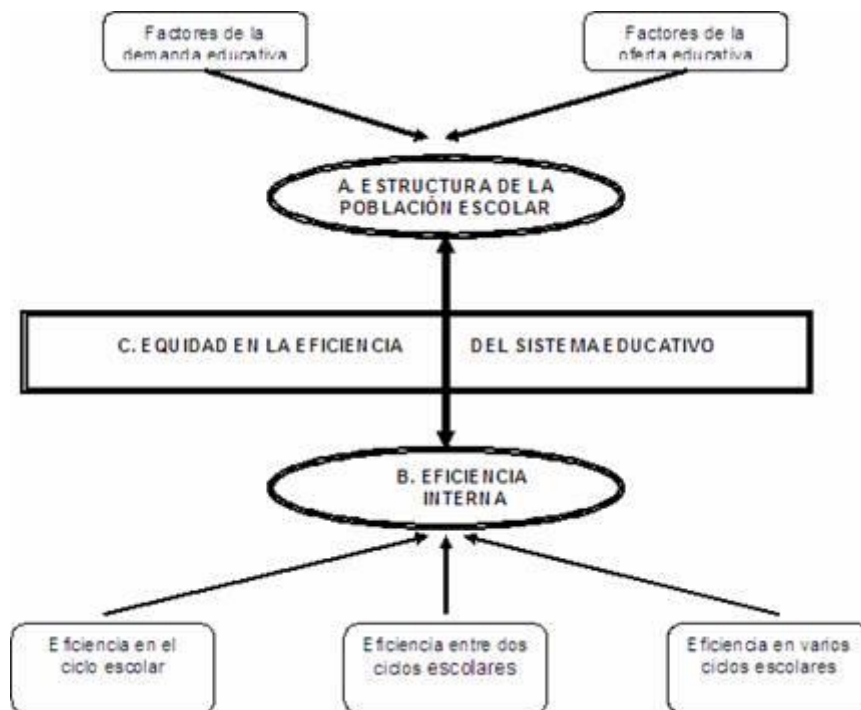 Factores de la
demanda educativa
Factores de la
oferta educativa
A. ESTRUCTURA DE LA
POBLACIÓN ESCOLAR
C. EQUIDAD EN LA EFICIENCIA DEL SISTEMA EDUCATIVO
B. EFICIENCIA
INTERNA
Eficiencia en el
ciclo escolar
Eficiencia entre dos
ciclos escolares
Eficiencia en varios
ciclos escolares